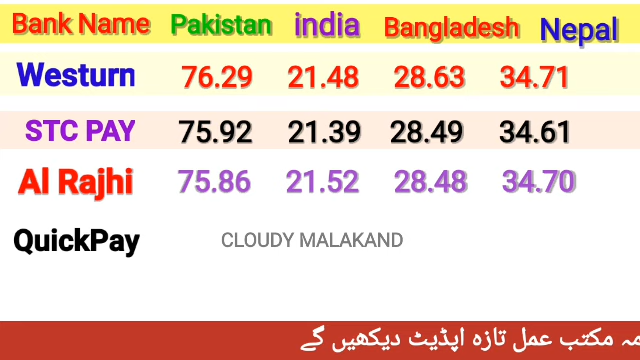 Bank Name Pakistan india Bangladesh Nepal
Westurn 76.29 21.48 28.63 34.71
STC PAY 75.92 21.39 28.49 34.61
Al Rajhi 75.86 21.52 28.48 34.70
QuickPay CLOUDY MALAKAND
مکتب عمل تازہ اپڈیٹ دیکھیں گے